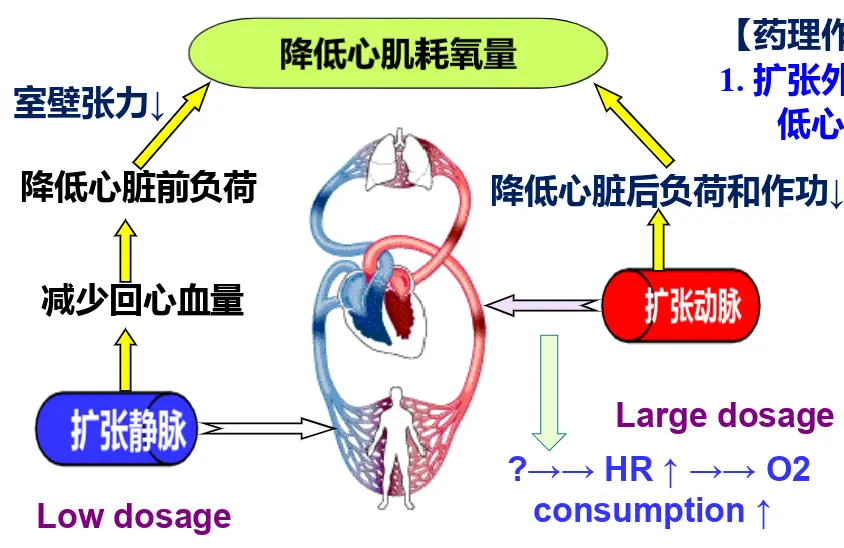 降低心肌耗氧量
【药理作
1. 扩张外
低心
室壁张力↓
降低心脏前负荷
降低心脏后负荷和作功↓
减少回心血量
扩张动脉
扩张静脉
Large dosage
?→→ HR ↑ →→ O2
consumption ↑
Low dosage